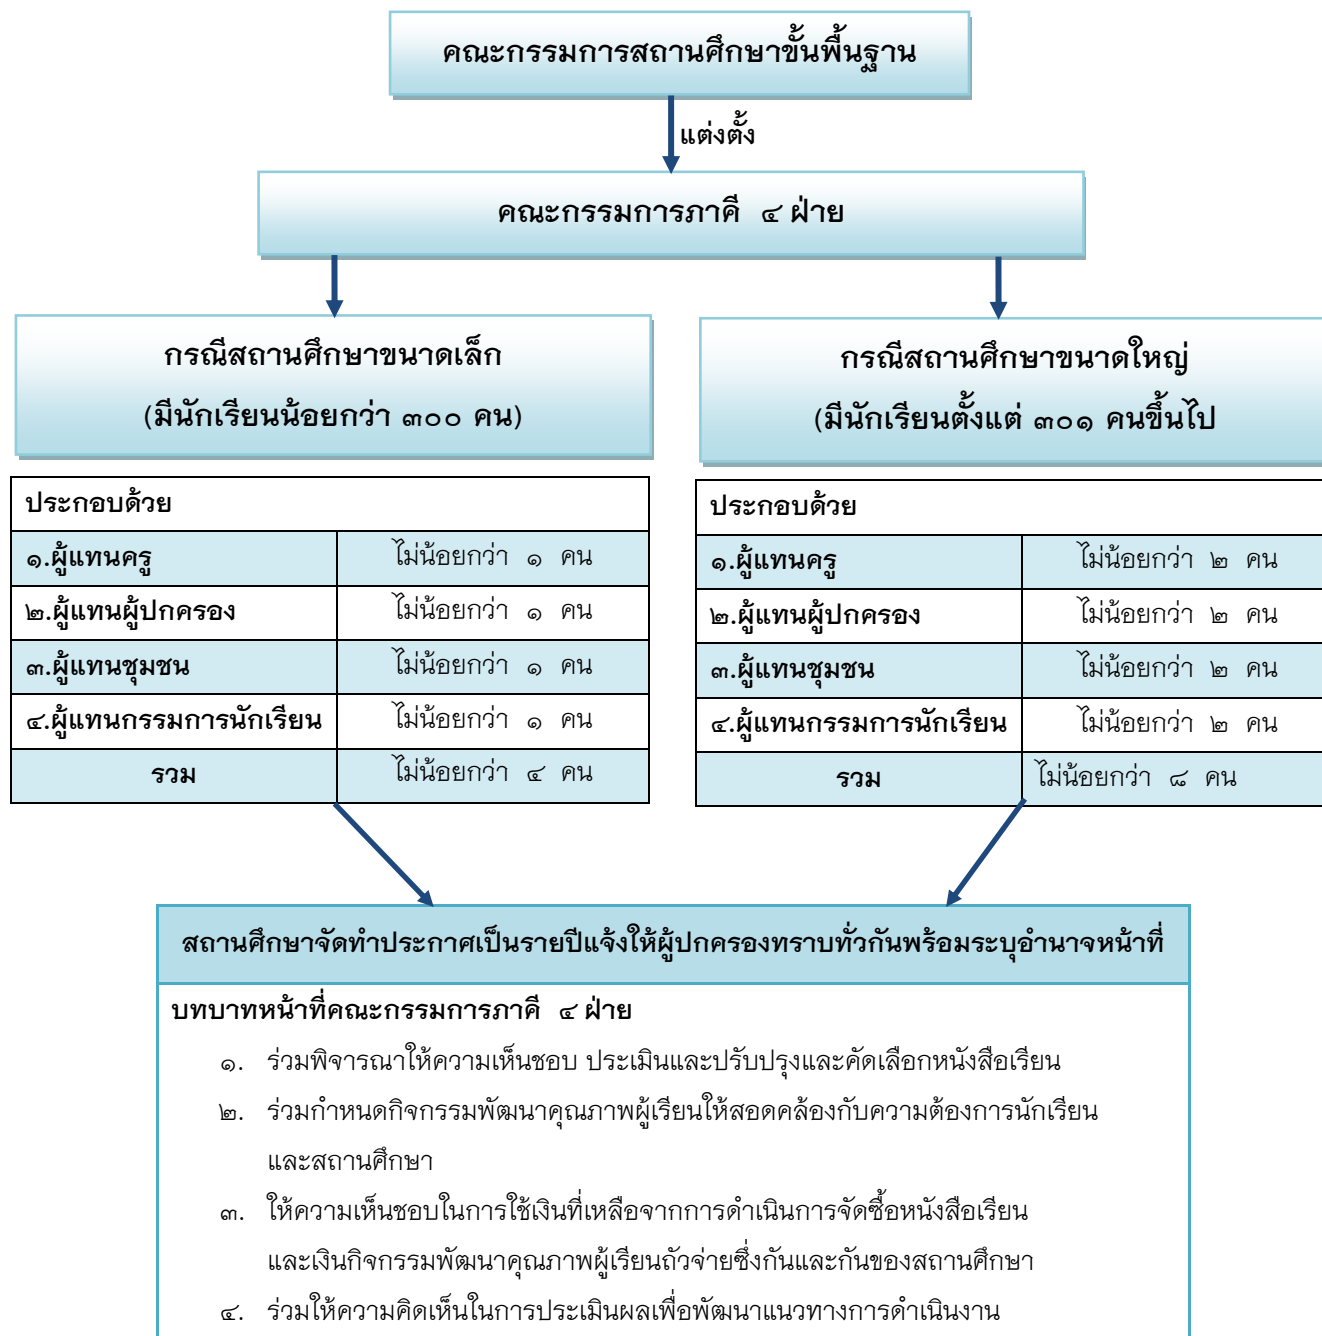 คณะกรรมการสถานศึกษาขั้นพื้นฐาน
แต่งตั้ง
คณะกรรมการภาคี ๔ ฝ่าย
กรณีสถานศึกษาขนาดเล็ก
(มีนักเรียนน้อยกว่า ๓๐๐ คน)
ประกอบด้วย
๑.ผู้แทนครู ไม่น้อยกว่า ๑ คน
๒.ผู้แทนผู้ปกครอง ไม่น้อยกว่า ๑ คน
๓.ผู้แทนชุมชน ไม่น้อยกว่า ๑ คน
๔.ผู้แทนกรรมการนักเรียน ไม่น้อยกว่า ๑ คน
รวม ไม่น้อยกว่า ๔ คน
กรณีสถานศึกษาขนาดใหญ่
(มีนักเรียนตั้งแต่ ๓๐๑ คนขึ้นไป
ประกอบด้วย
๑.ผู้แทนครู ไม่น้อยกว่า ๒ คน
๒.ผู้แทนผู้ปกครอง ไม่น้อยกว่า ๒ คน
๓.ผู้แทนชุมชน ไม่น้อยกว่า ๒ คน
๔.ผู้แทนกรรมการนักเรียน ไม่น้อยกว่า ๒ คน
รวม ไม่น้อยกว่า ๘ คน
สถานศึกษาจัดทำประกาศเป็นรายปีแจ้งให้ผู้ปกครองทราบทั่วกันพร้อมระบุอำนาจหน้าที่
บทบาทหน้าที่คณะกรรมการภาคี ๔ ฝ่าย
๑. ร่วมพิจารณาให้ความเห็นชอบ ประเมินและปรับปรุงและคัดเลือกหนังสือเรียน
๒. ร่วมกำหนดกิจกรรมพัฒนาคุณภาพผู้เรียนให้สอดคล้องกับความต้องการนักเรียน
และสถานศึกษา
๓. ให้ความเห็นชอบในการใช้เงินที่เหลือจากการดำเนินการจัดซื้อหนังสือเรียน
และเงินกิจกรรมพัฒนาคุณภาพผู้เรียนถัวจ่ายซึ่งกันและกันของสถานศึกษา
๔. ร่วมให้ความคิดเห็นในการประเมินผลเพื่อพัฒนาแนวทางการดำเนินงาน